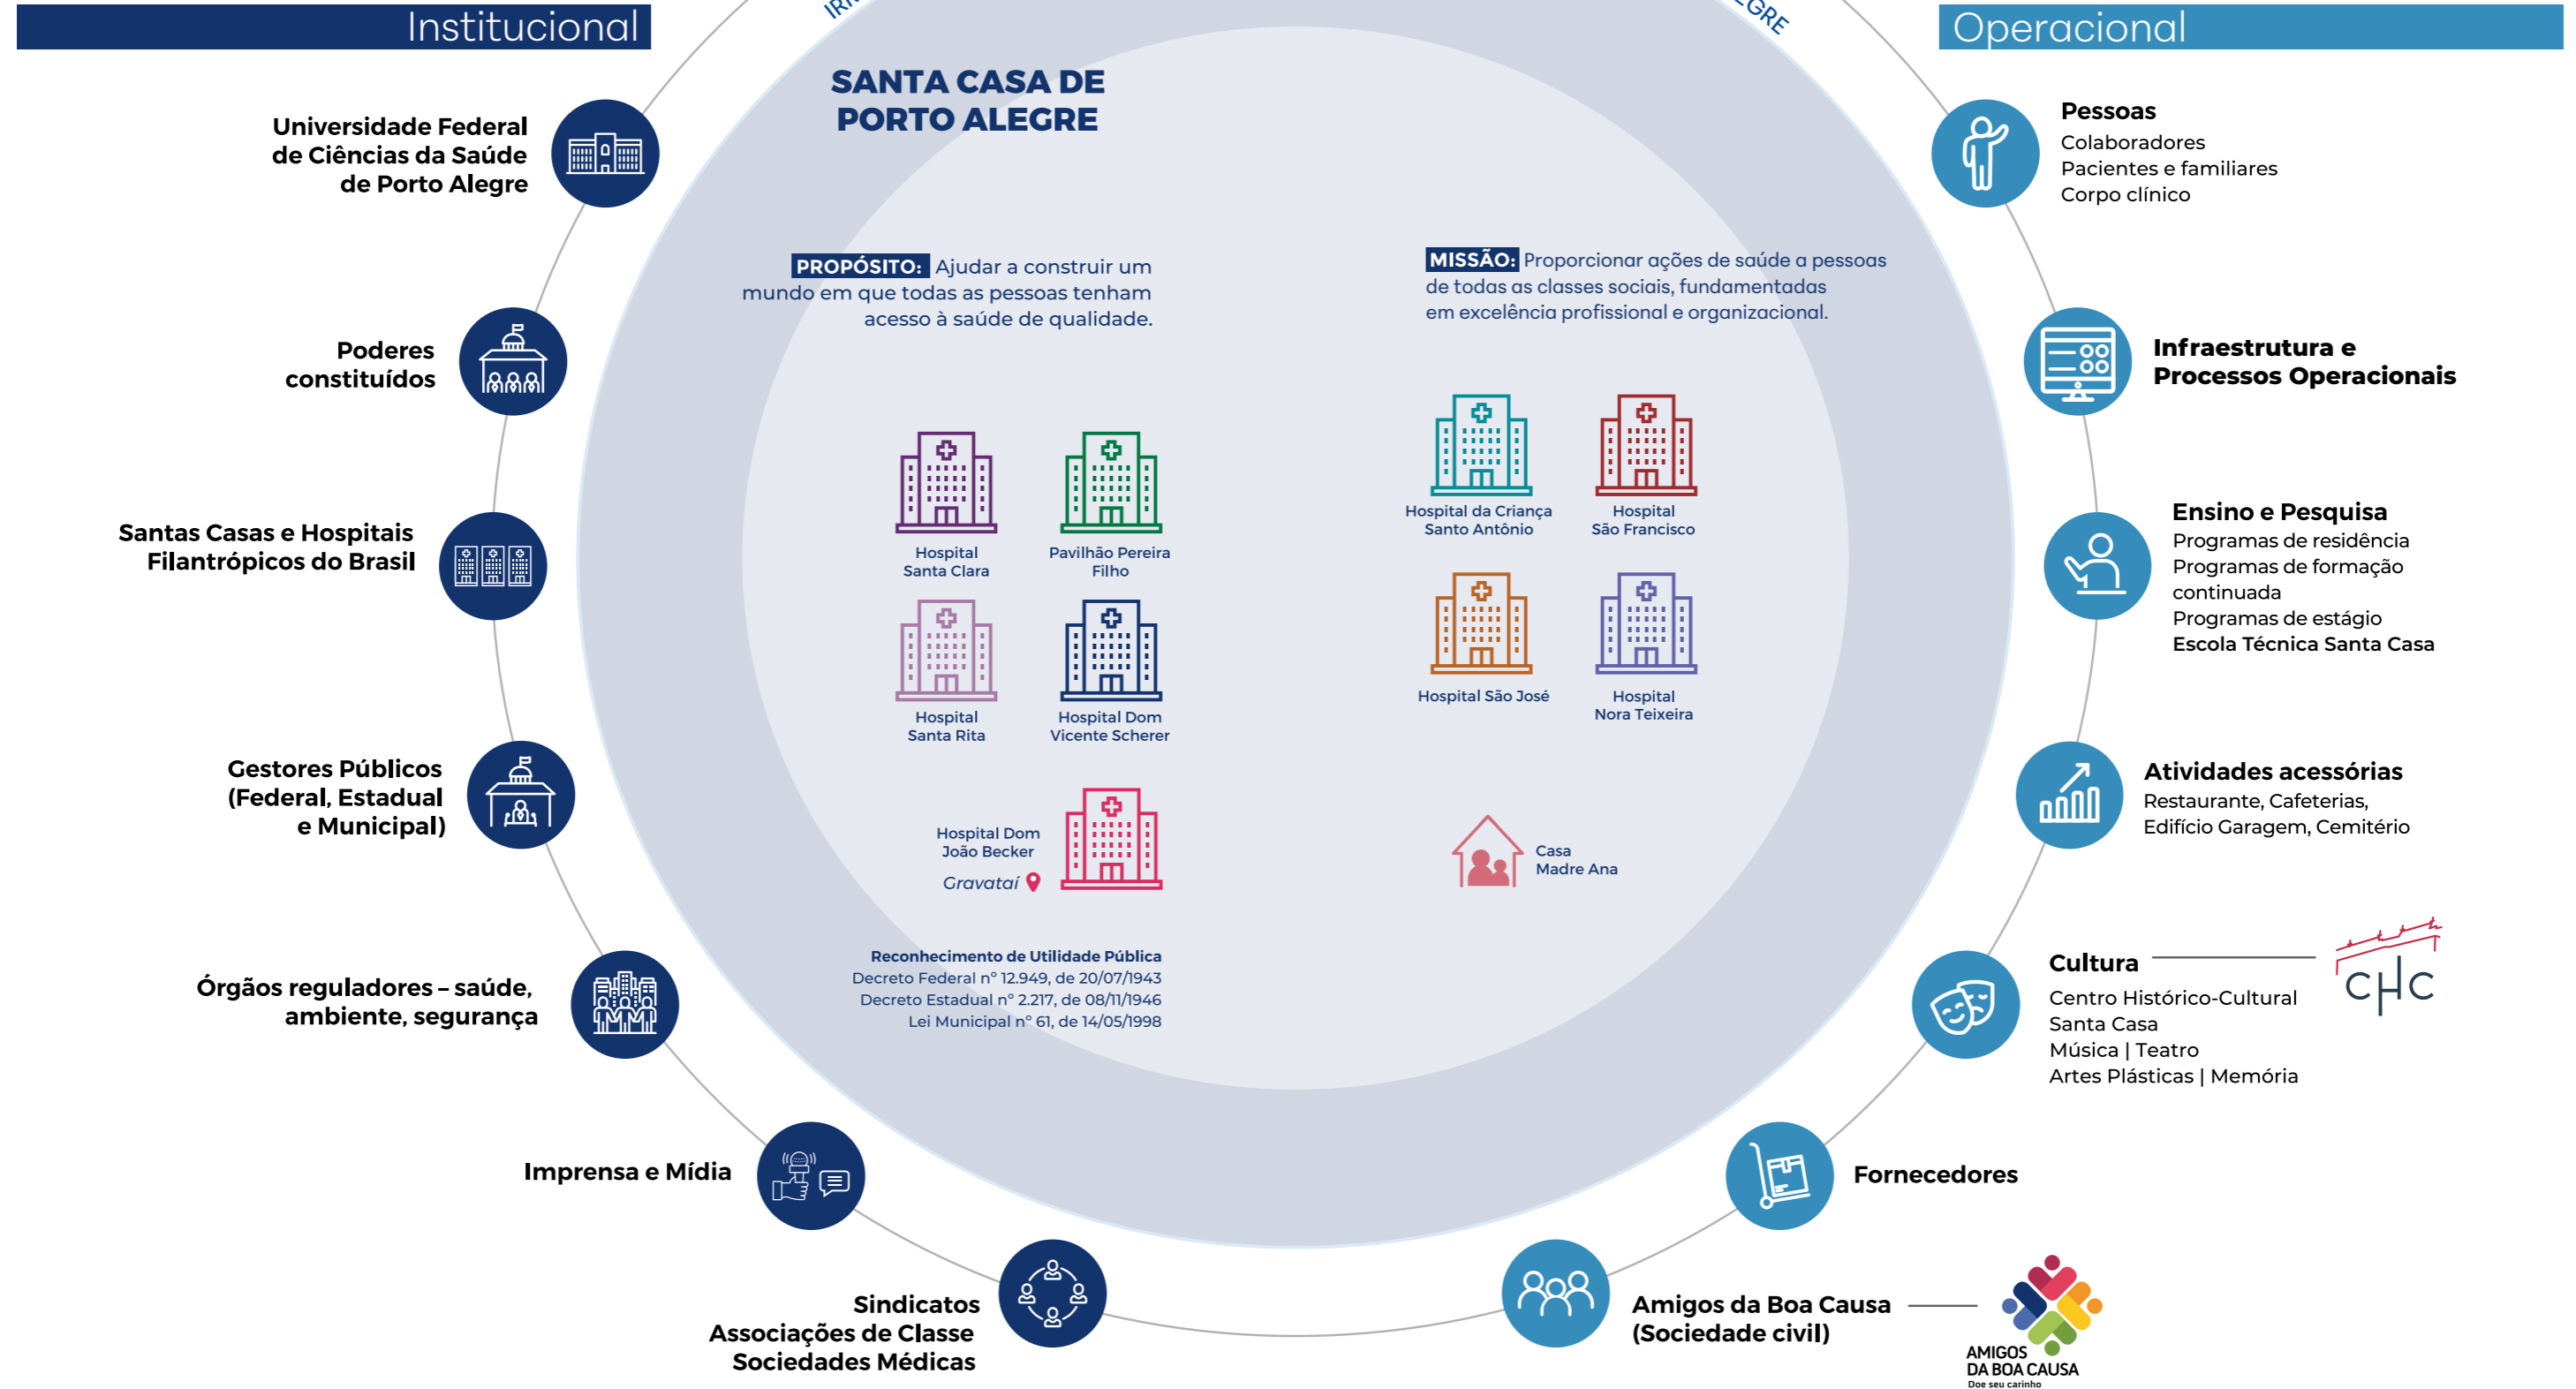 Institucional
Operacional
SANTA CASA DE
PORTO ALEGRE
Universidade Federal
de Ciências da Saúde
de Porto Alegre
Poderes
constituídos
Santas Casas e Hospitais
Filantrópicos do Brasil
Gestores Públicos
(Federal, Estadual
e Municipal)
Órgãos reguladores – saúde,
ambiente, segurança
Imprensa e Mídia
Sindicatos
Associações de Classe
Sociedades Médicas
PROPÓSITO: Ajudar a construir um
mundo em que todas as pessoas tenham
acesso à saúde de qualidade.
MISSÃO: Proporcionar ações de saúde a pessoas
de todas as classes sociais, fundamentadas
em excelência profissional e organizacional.
Hospital
Santa Clara
Pavilhão Pereira
Filho
Hospital
Santa Rita
Hospital Dom
Vicente Scherer
Hospital Dom
João Becker
Gravataí
Hospital da Criança
Santo Antônio
Hospital
São Francisco
Hospital São José
Hospital
Nora Teixeira
Casa
Madre Ana
Reconhecimento de Utilidade Pública
Decreto Federal nº 12.949, de 20/07/1943
Decreto Estadual nº 2.217, de 08/11/1946
Lei Municipal nº 61, de 14/05/1998
Pessoas
Colaboradores
Pacientes e familiares
Corpo clínico
Infraestrutura e
Processos Operacionais
Ensino e Pesquisa
Programas de residência
Programas de formação
continuada
Programas de estágio
Escola Técnica Santa Casa
Atividades acessórias
Restaurante, Cafeterias,
Edifício Garagem, Cemitério
Cultura
Centro Histórico-Cultural
Santa Casa
Música | Teatro
Artes Plásticas | Memória
CHC
Fornecedores
Amigos da Boa Causa
(Sociedade civil)
AMIGOS
DA BOA CAUSA
Doe seu carinho